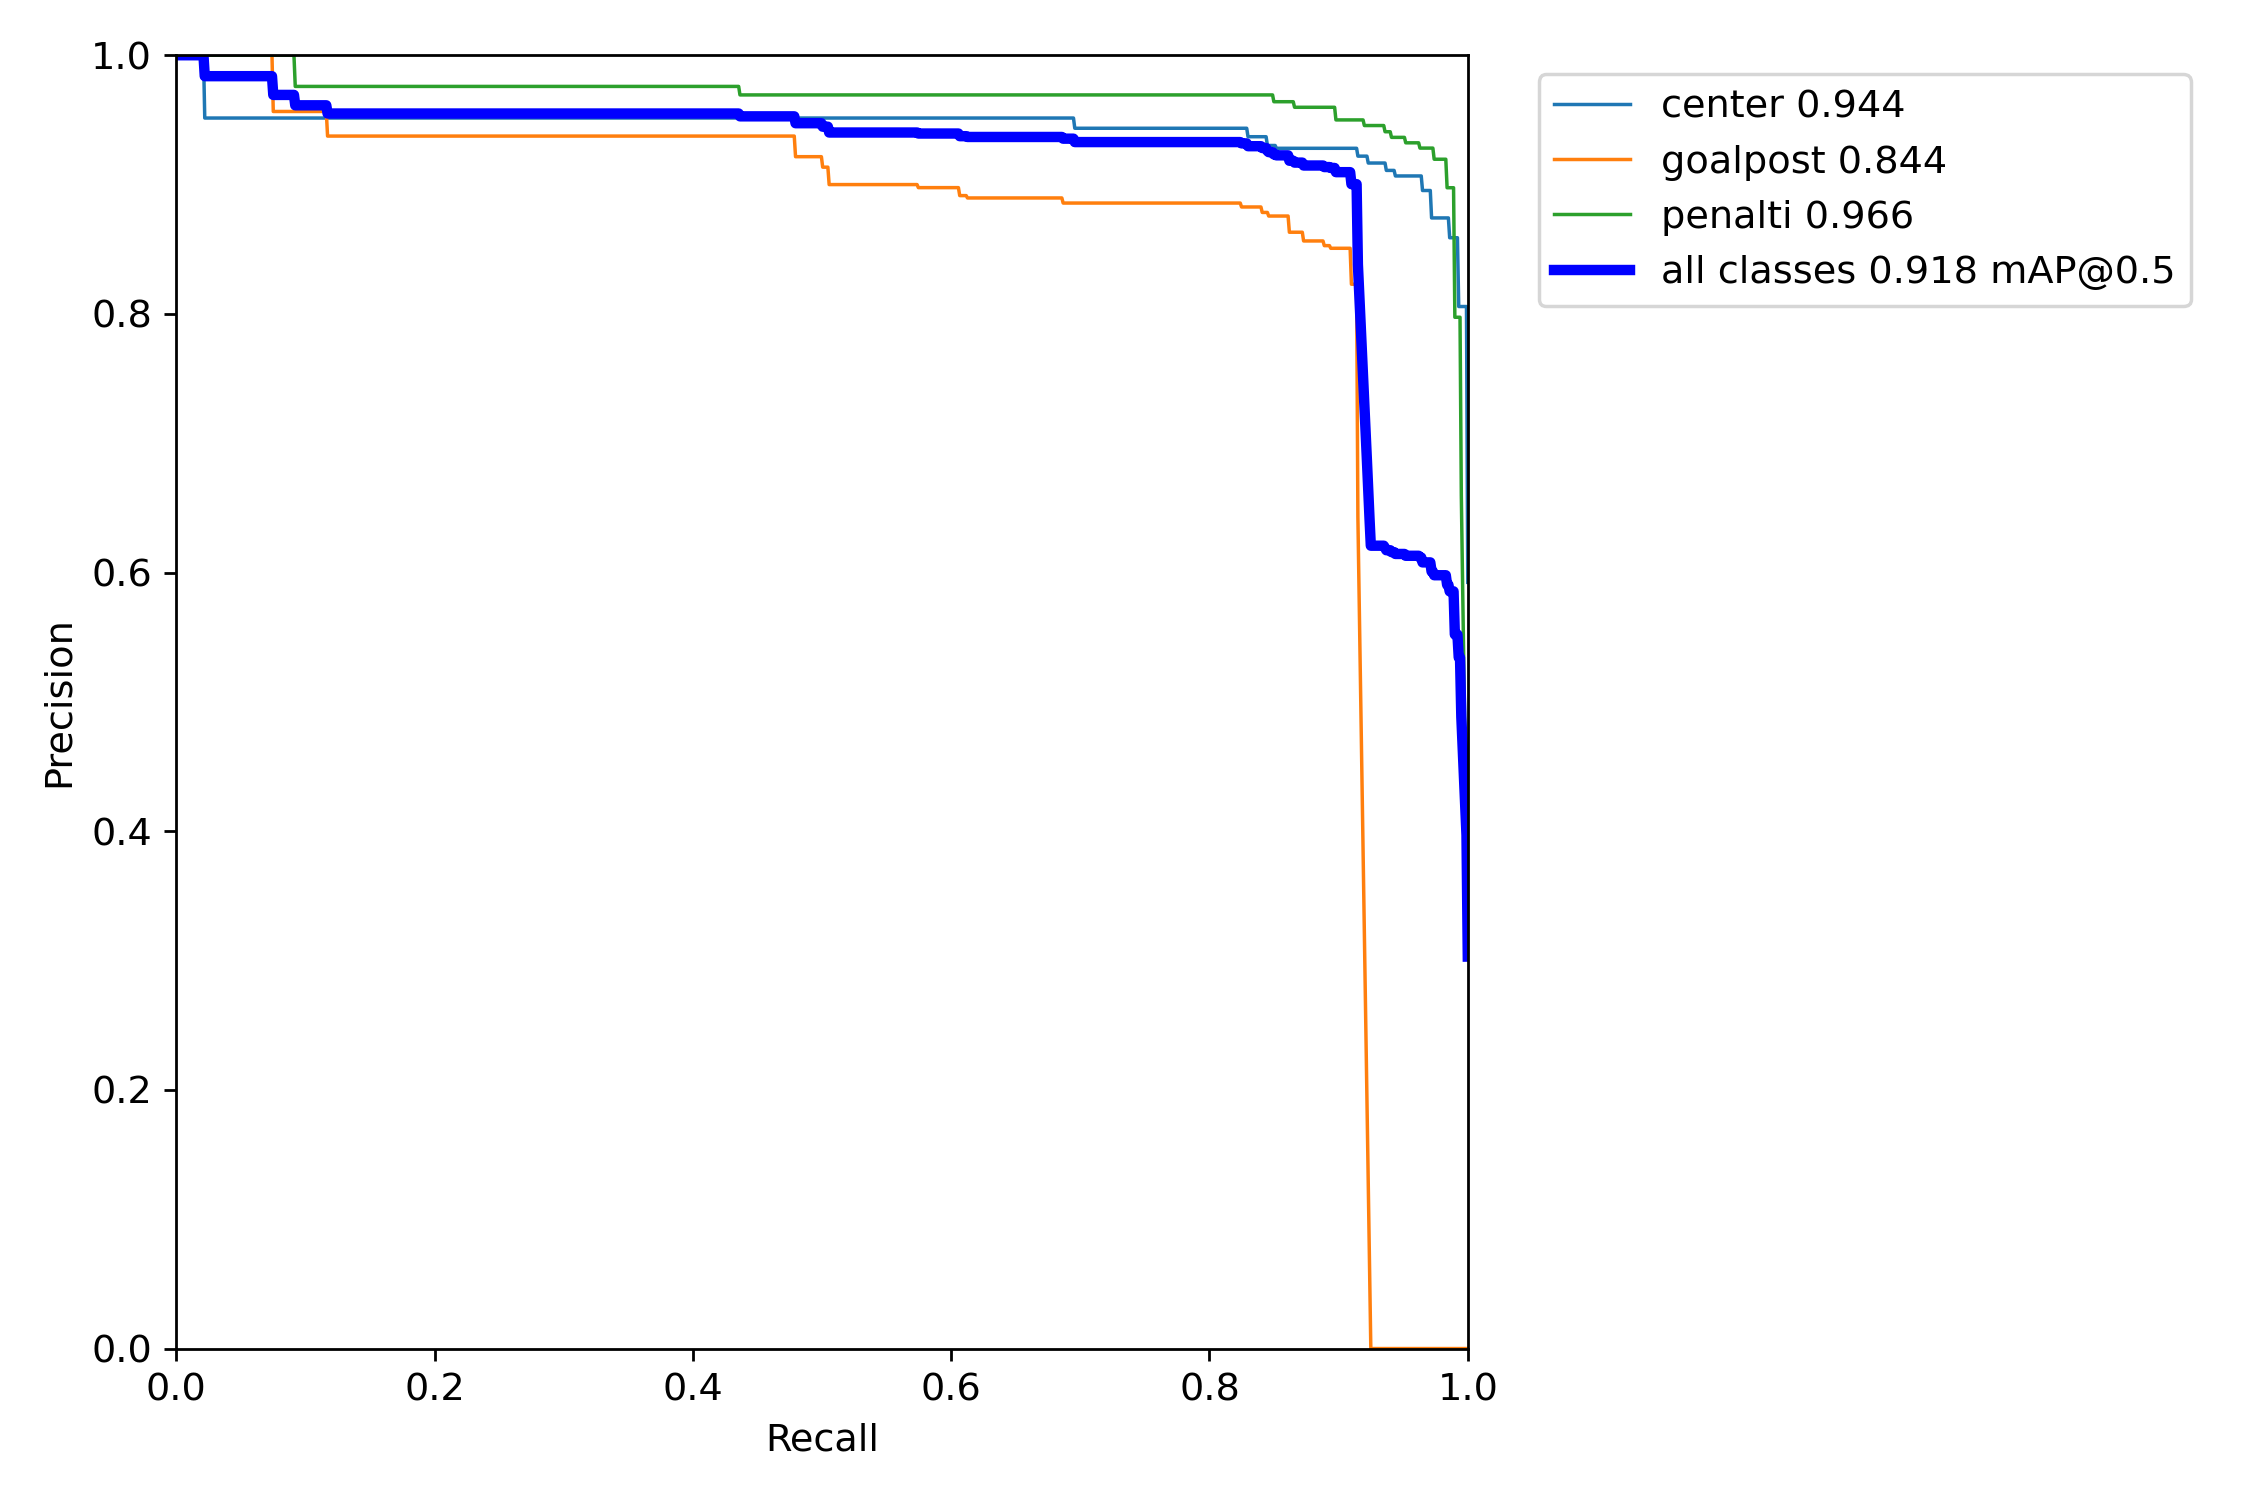 center 0.944
goalpost 0.844
penalti 0.966
all classes 0.918 mAP@0.5
1.0
0.8
0.6
0.4
0.2
0.0
Precision
0.0 0.2 0.4 0.6 0.8 1.0
Recall